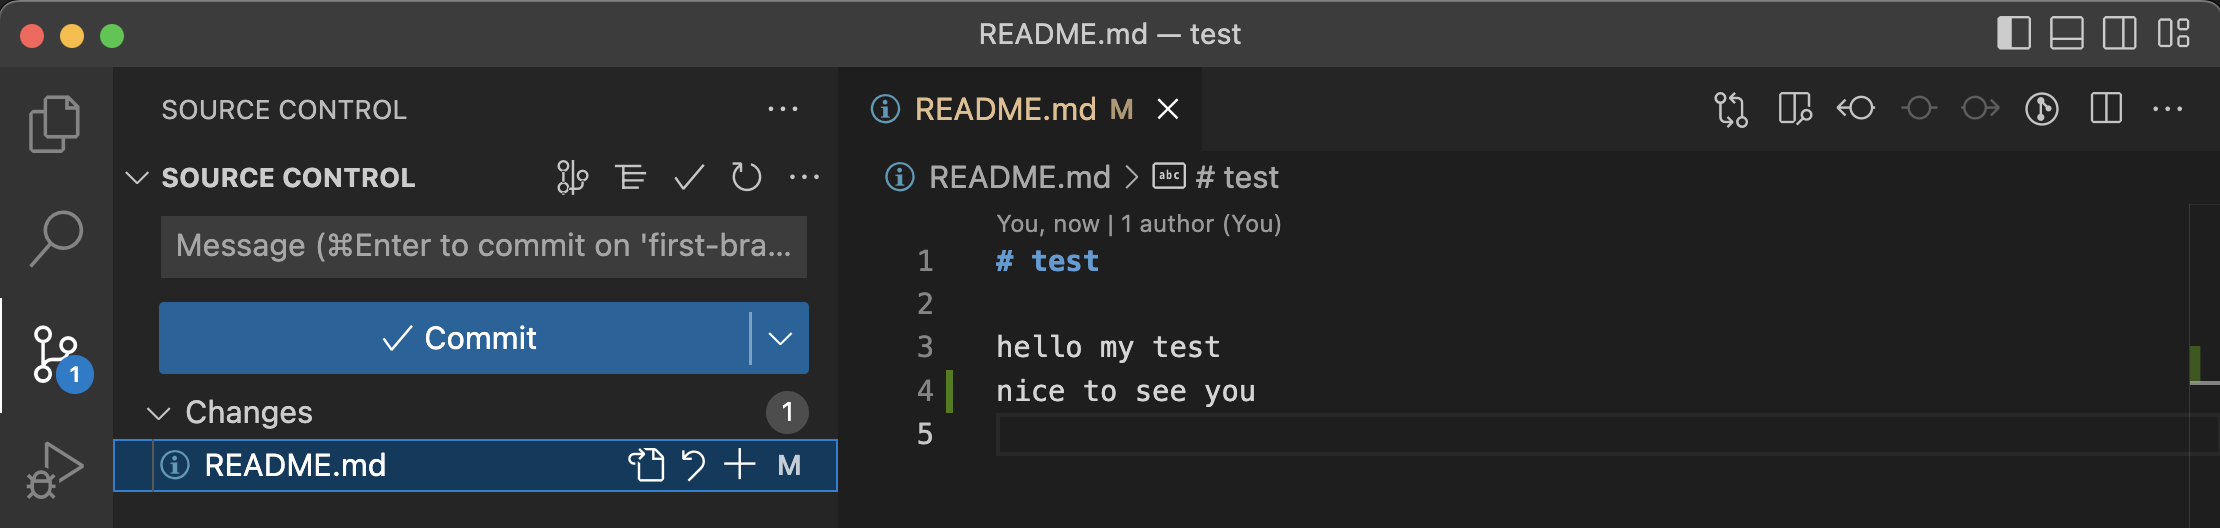 README.md — test
SOURCE CONTROL
SOURCE CONTROL
Message (⌘Enter to commit on 'first-bra...
Commit
Changes 1
README.md M
1
README.md M
README.md > abc # test
You, now | 1 author (You)
1 # test
2
3 hello my test
4 nice to see you
5